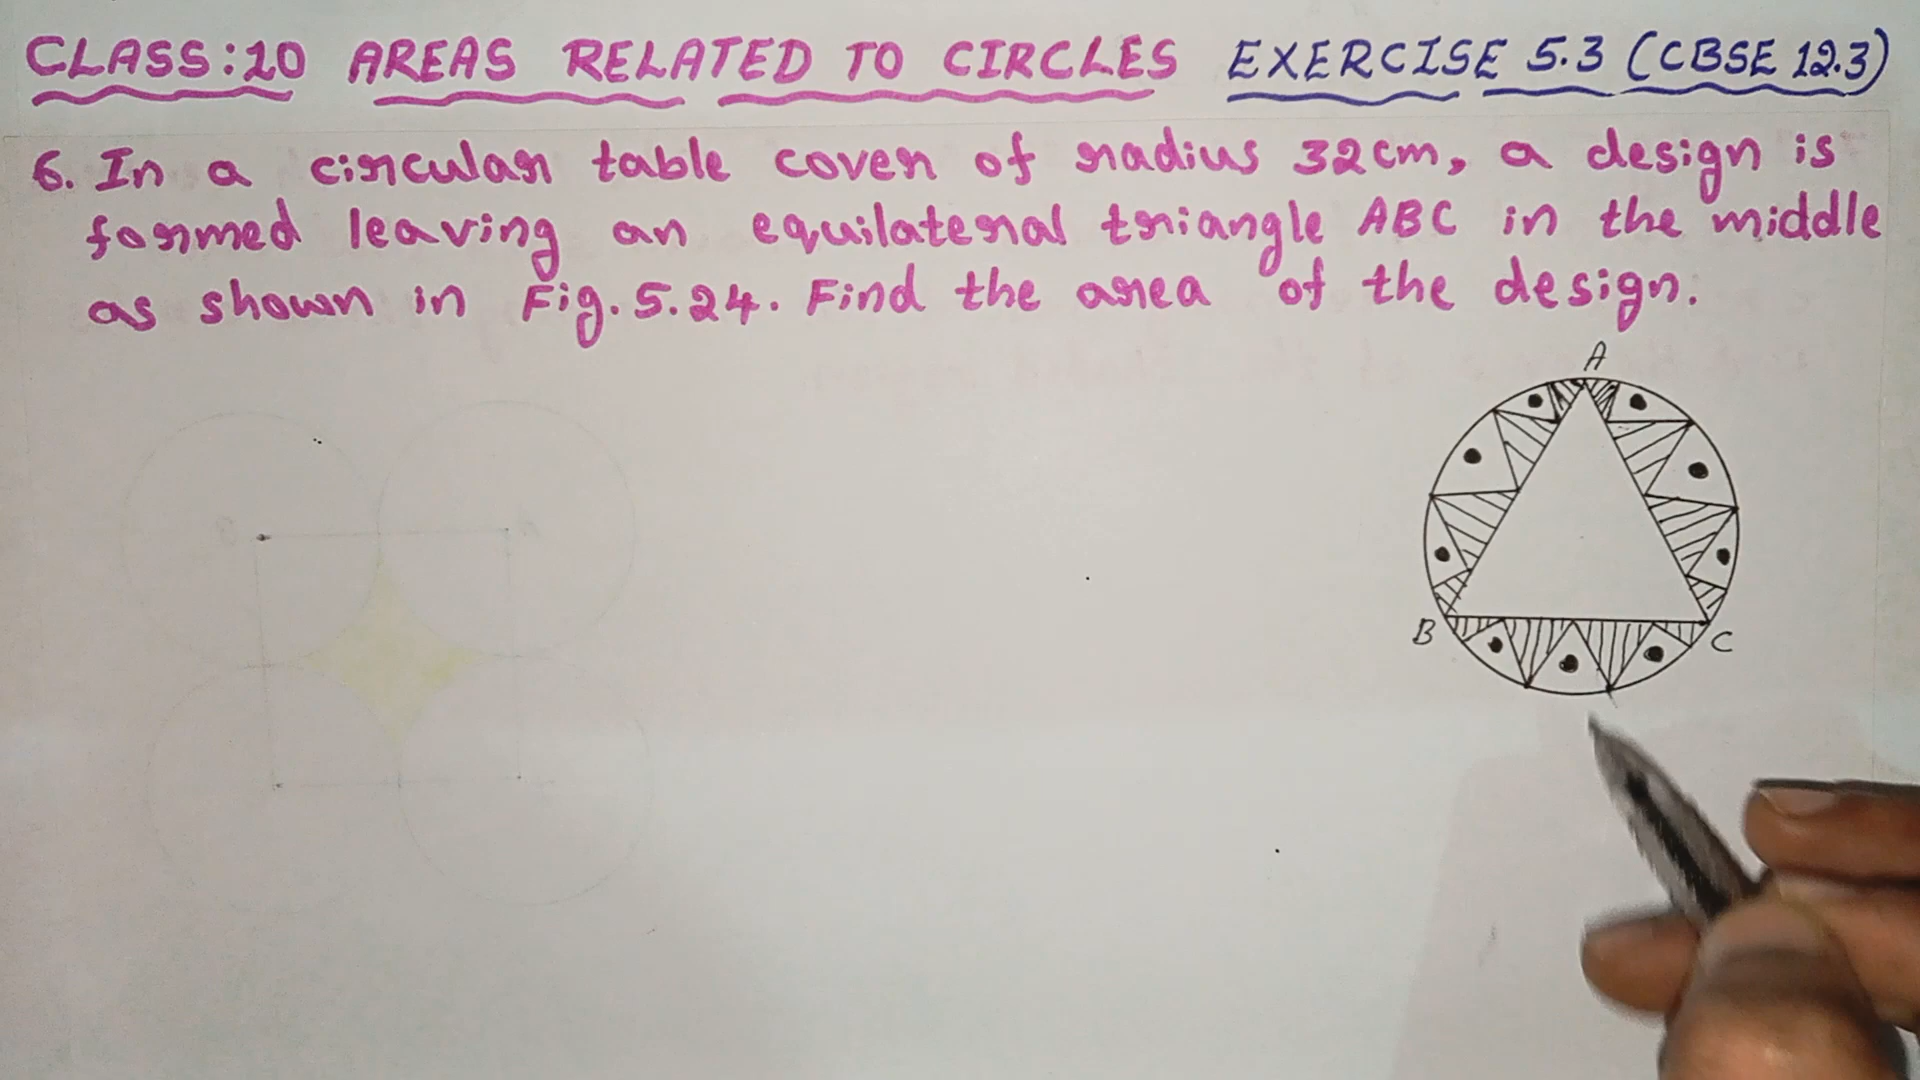 CLASS:10 AREAS RELATED TO CIRCLES EXERCISE 5.3 (CBSE 12.3)
6. In a circular table cover of radius 32cm, a design is
formed leaving an equilateral triangle ABC in the middle
as shown in Fig.5.24. Find the area of the design.
A
B
C